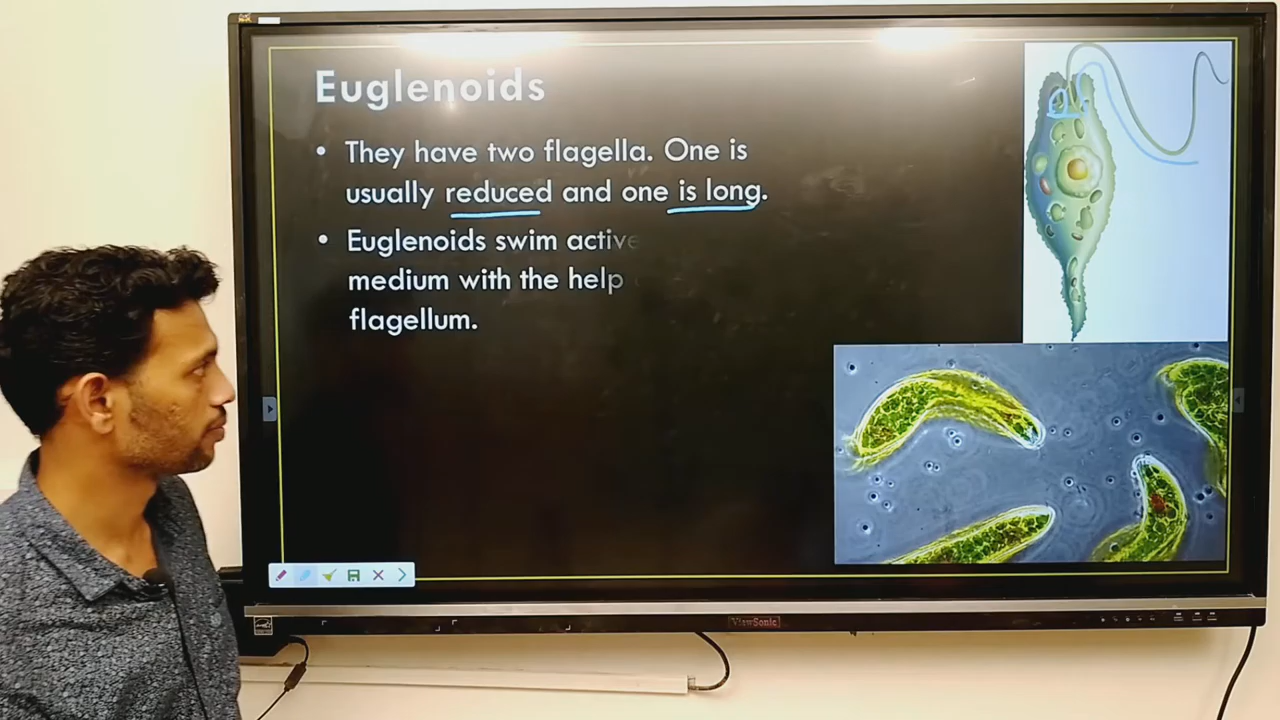 Euglenoids
• They have two flagella. One is
usually reduced and one is long.
• Euglenoids swim active
medium with the help
flagellum.
ViewSonic